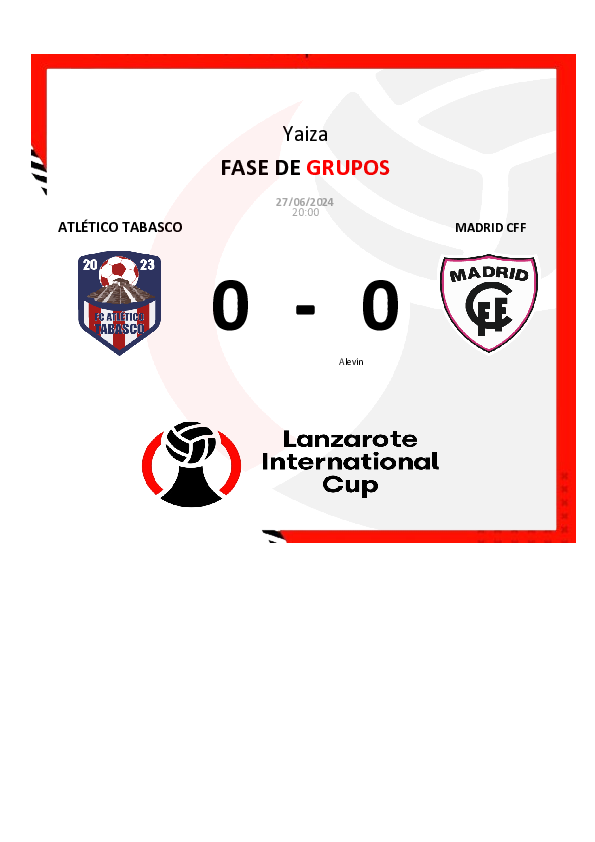 Yaiza
FASE DE GRUPOS
27/06/2024
20:00
ATLÉTICO TABASCO
MADRID CFF
20 23
FC ATLÉTICO
TABASCO
MADRID
CFF
0 - 0
Alevin
Lanzarote
International
Cup